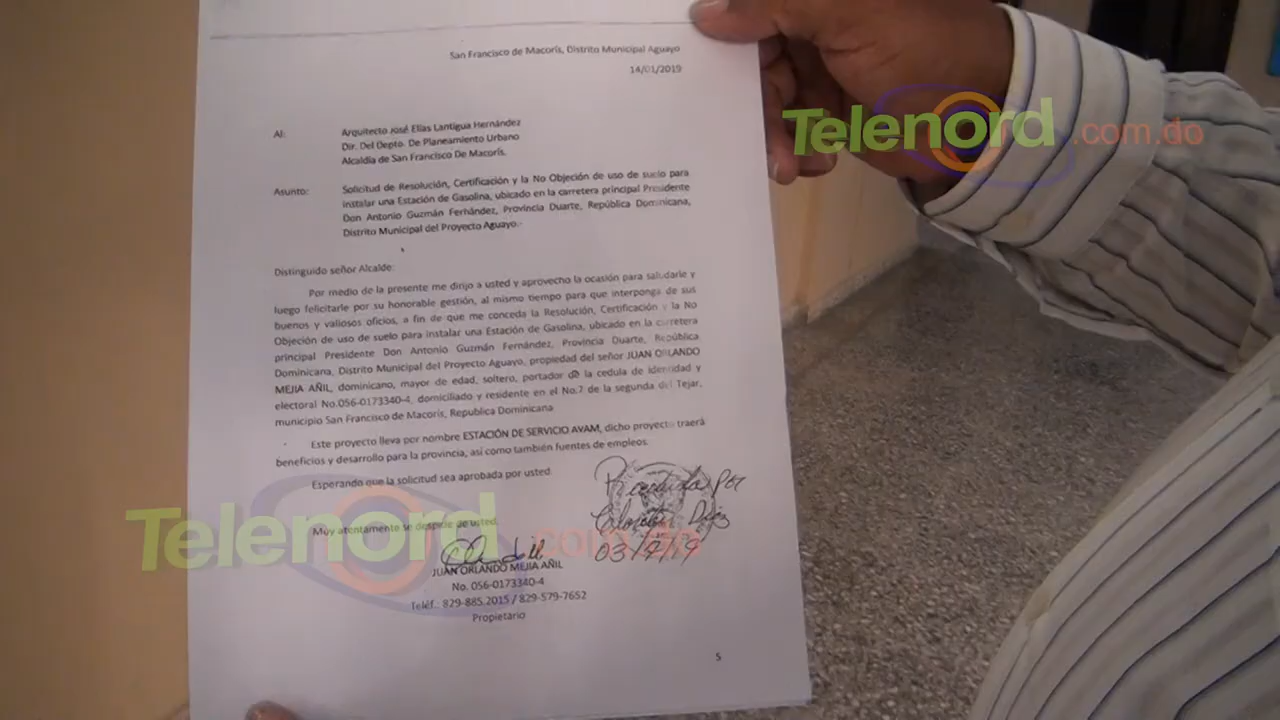 San Francisco de Macorís, Distrito Municipal Aguayo
14/01/2019
Al: Arquitecto José Elías Lantigua Hernández
Dir. Del Depto. De Planeamiento Urbano
Alcaldía de San Francisco De Macorís.
Asunto: Solicitud de Resolución, Certificación y la No Objeción de uso de suelo para
instalar una Estación de Gasolina, ubicado en la carretera principal Presidente
Don Antonio Guzmán Fernández, Provincia Duarte, República Dominicana,
Distrito Municipal del Proyecto Aguayo.-
Distinguido señor Alcalde:
Por medio de la presente me dirijo a usted y aprovecho la ocasión para saludarle y
luego felicitarle por su honorable gestión, al mismo tiempo para que interponga de sus
buenos y valiosos oficios, a fin de que me conceda la Resolución, Certificación y la No
Objeción de uso de suelo para instalar una Estación de Gasolina, ubicado en la carretera
principal Presidente Don Antonio Guzmán Fernández, Provincia Duarte, República
Dominicana, Distrito Municipal del Proyecto Aguayo, propiedad del señor JUAN ORLANDO
MEJIA AÑIL, dominicano, mayor de edad, soltero, portador de la cedula de identidad y
electoral No.056-0173340-4, domiciliado y residente en el No.7 de la segunda del Tejar,
municipio San Francisco de Macorís, Republica Dominicana
Este proyecto lleva por nombre ESTACIÓN DE SERVICIO AVAM, dicho proyecto traerá
beneficios y desarrollo para la provincia, así como también fuentes de empleos.
Esperando que la solicitud sea aprobada por usted.
Muy atentamente se despide de usted,
JUAN ORLANDO MEJIA AÑIL
No. 056-0173340-4
Teléf.: 829-885.2015 / 829-579-7652
Propietario
Recibida por
03/2/19
5
Telenord.com.do
Telenord.com.do